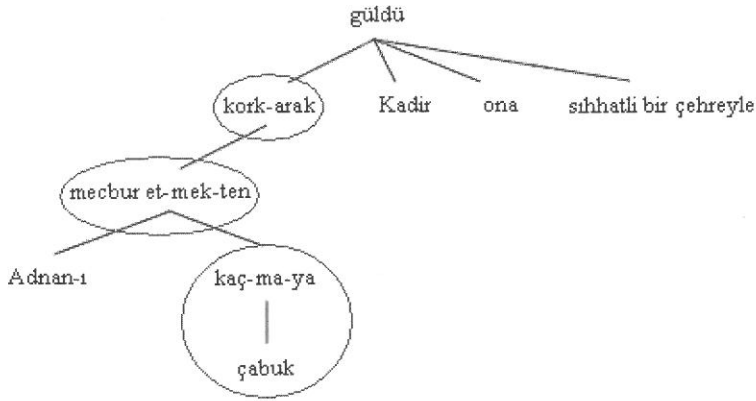 güldü
kork-arak Kadir ona sıhhatli bir çehreyle
mecbur et-mek-ten
Adnan-ı kaç-ma-ya
çabuk